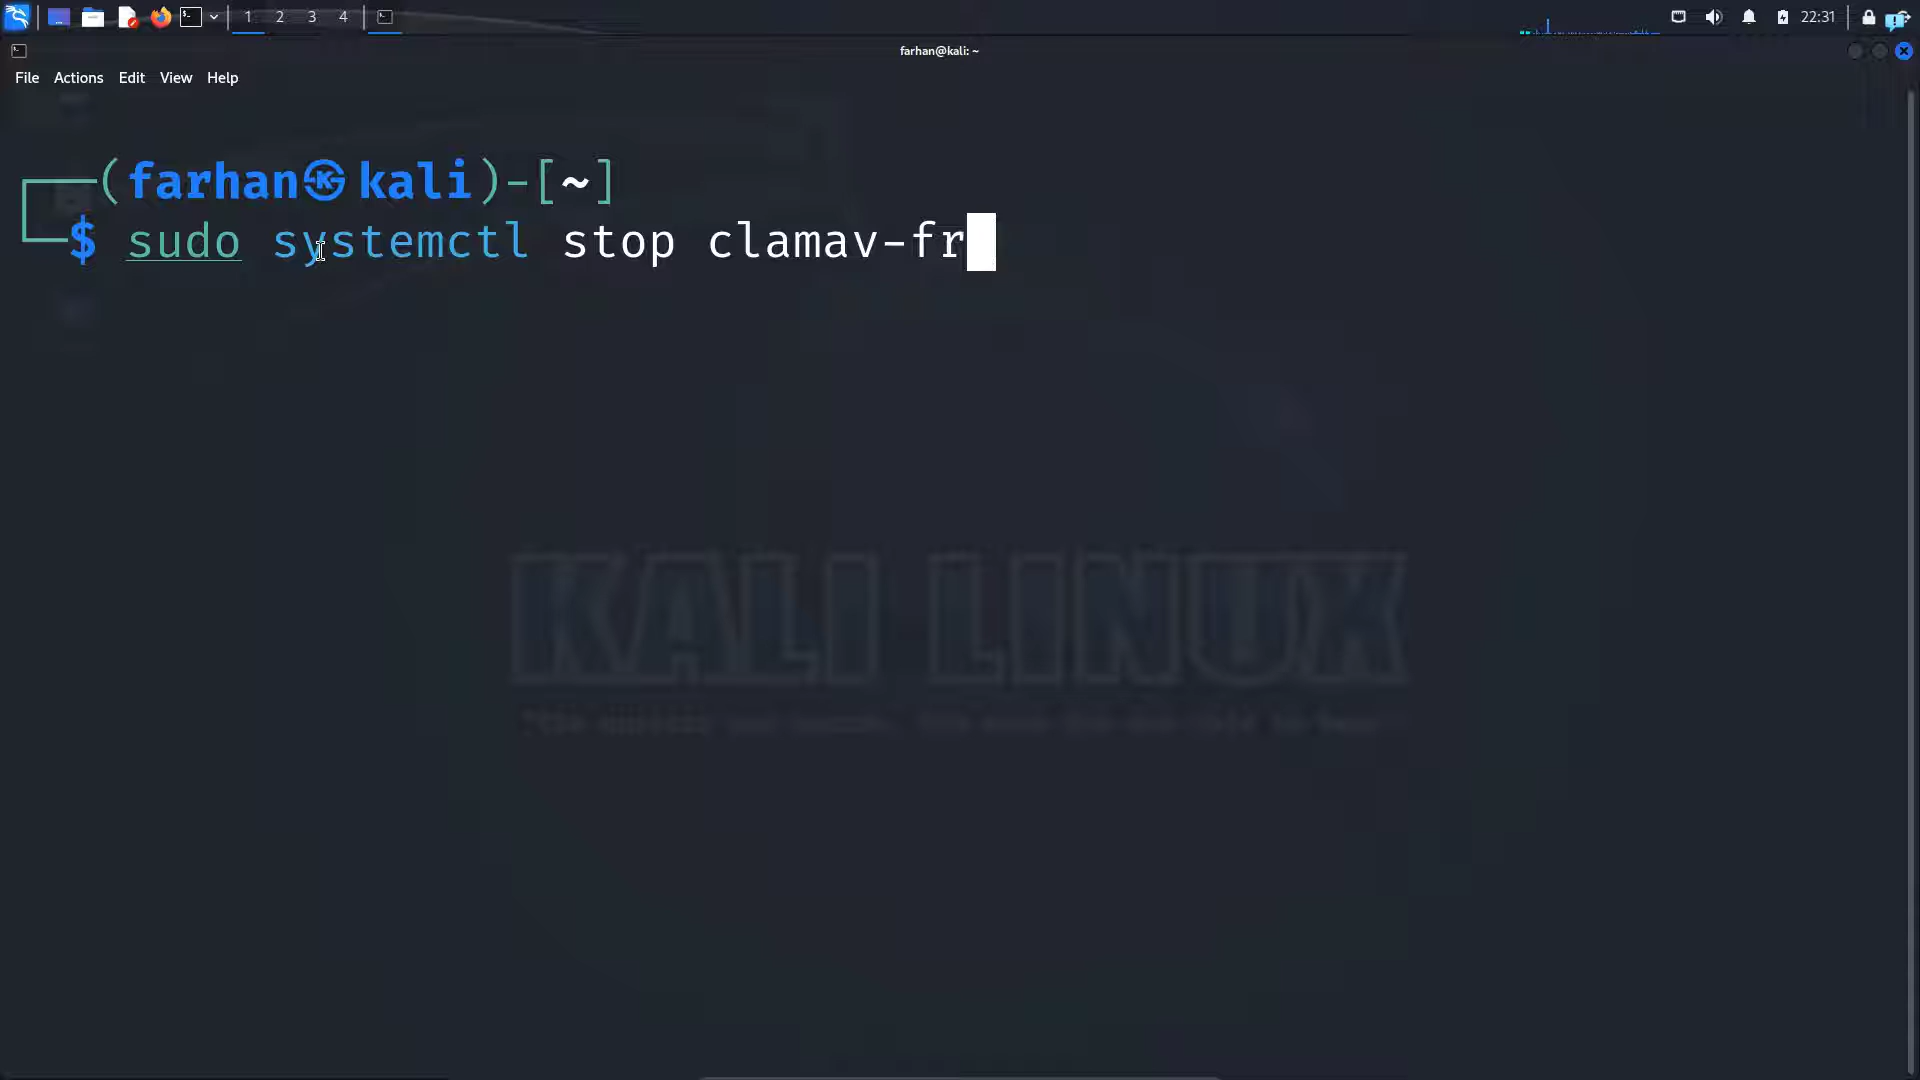 1 2 3 4 22:31
farhan@kali: ~
File Actions Edit View Help
(farhan㉿kali)-[~]
$ sudo systemctl stop clamav-fr
KALI LINUX